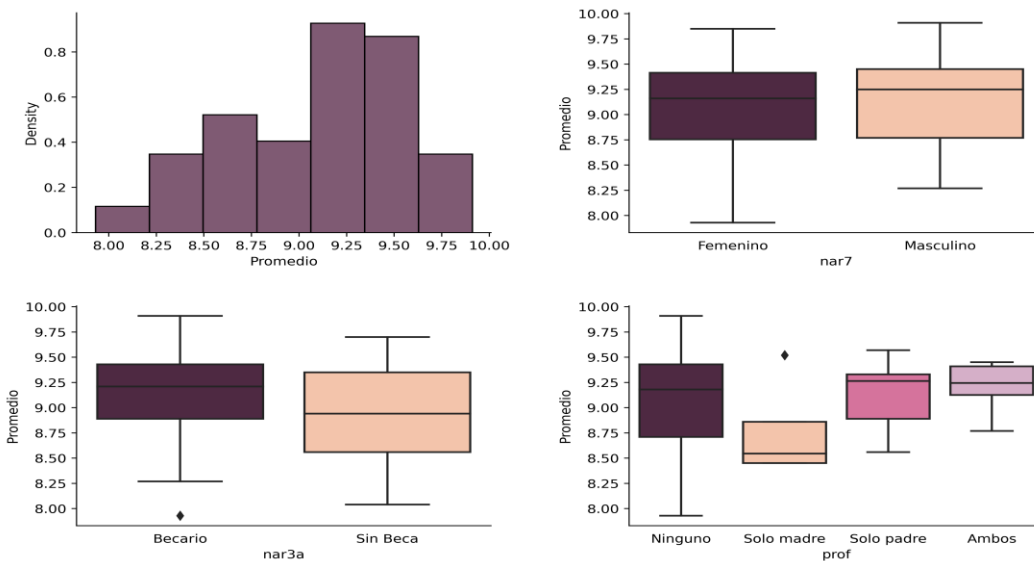 Density
0.8
0.6
0.4
0.2
0.0
8.00 8.25 8.50 8.75 9.00 9.25 9.50 9.75 10.00
Promedio
Promedio
10.00
9.75
9.50
9.25
9.00
8.75
8.50
8.25
8.00
Femenino Masculino
nar7
Promedio
10.00
9.75
9.50
9.25
9.00
8.75
8.50
8.25
8.00
Becario Sin Beca
nar3a
Promedio
10.00
9.75
9.50
9.25
9.00
8.75
8.50
8.25
8.00
Ninguno Solo madre Solo padre Ambos
prof